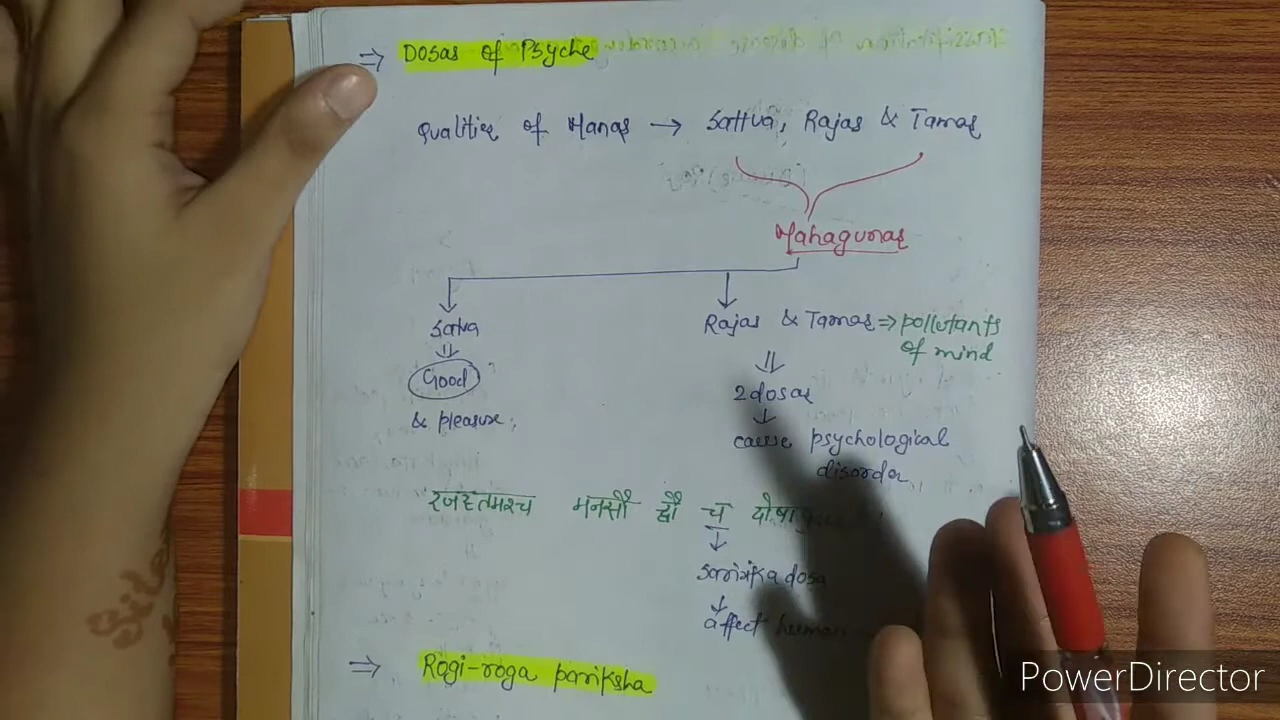 ⇒ Dosas of Psyche
Qualities of Manas → Sattva, Rajas & Tamas
Mahagunas
Satva
Rajas & Tamas ⇒ pollutants
of mind
Good
& pleasure,
2 dosas
cause psychological
disorder
रजस्तमश्च मनसौ द्वौ च दोषा
Saririka dosa
affect human
⇒ Rogi-roga pariksha
PowerDirector